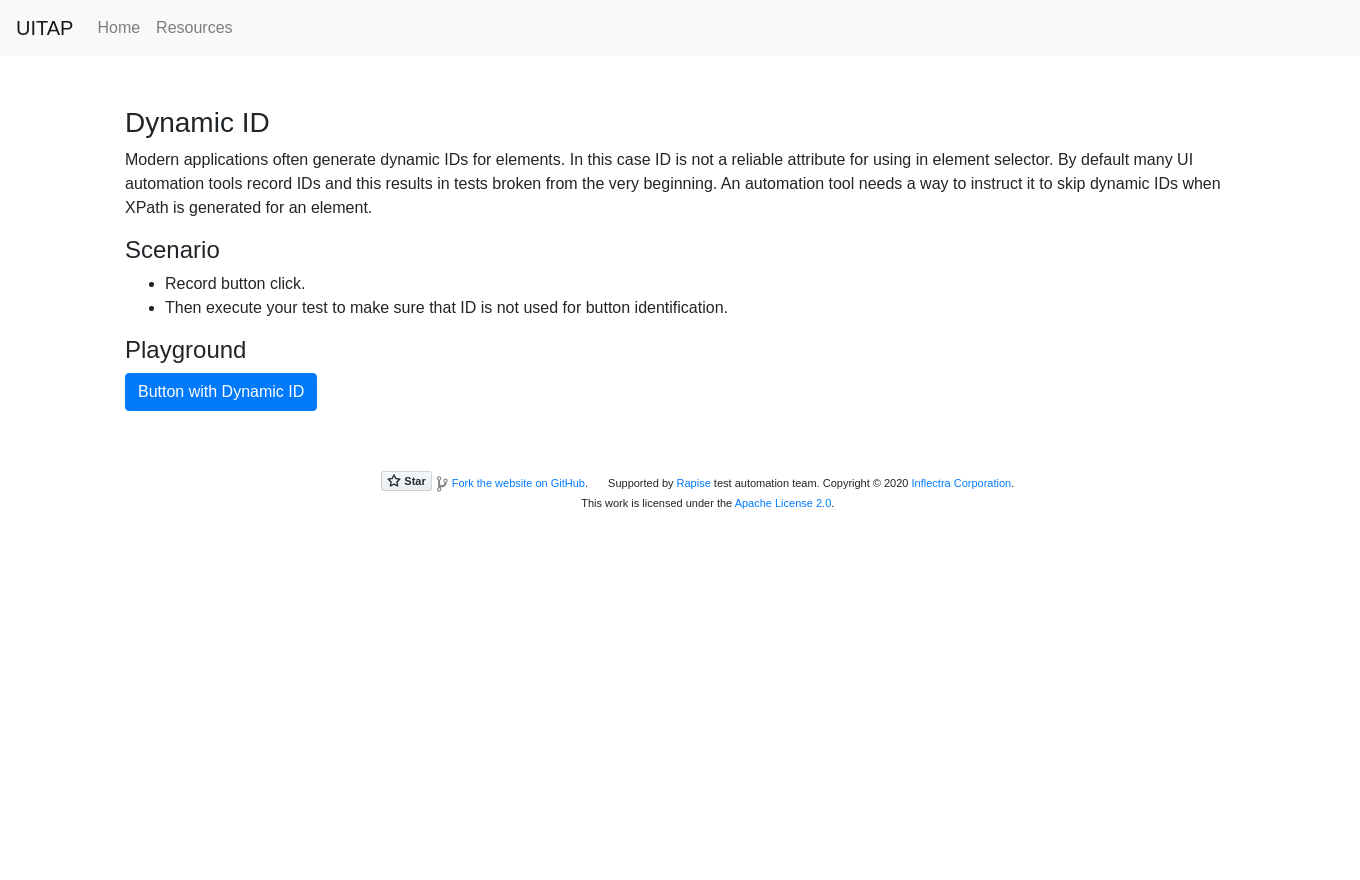 UITAP Home Resources
Dynamic ID
Modern applications often generate dynamic IDs for elements. In this case ID is not a reliable attribute for using in element selector. By default many UI
automation tools record IDs and this results in tests broken from the very beginning. An automation tool needs a way to instruct it to skip dynamic IDs when
XPath is generated for an element.
Scenario
Record button click.
Then execute your test to make sure that ID is not used for button identification.
Playground
Button with Dynamic ID
Star Fork the website on GitHub. Supported by Rapise test automation team. Copyright © 2020 Inflectra Corporation.
This work is licensed under the Apache License 2.0.